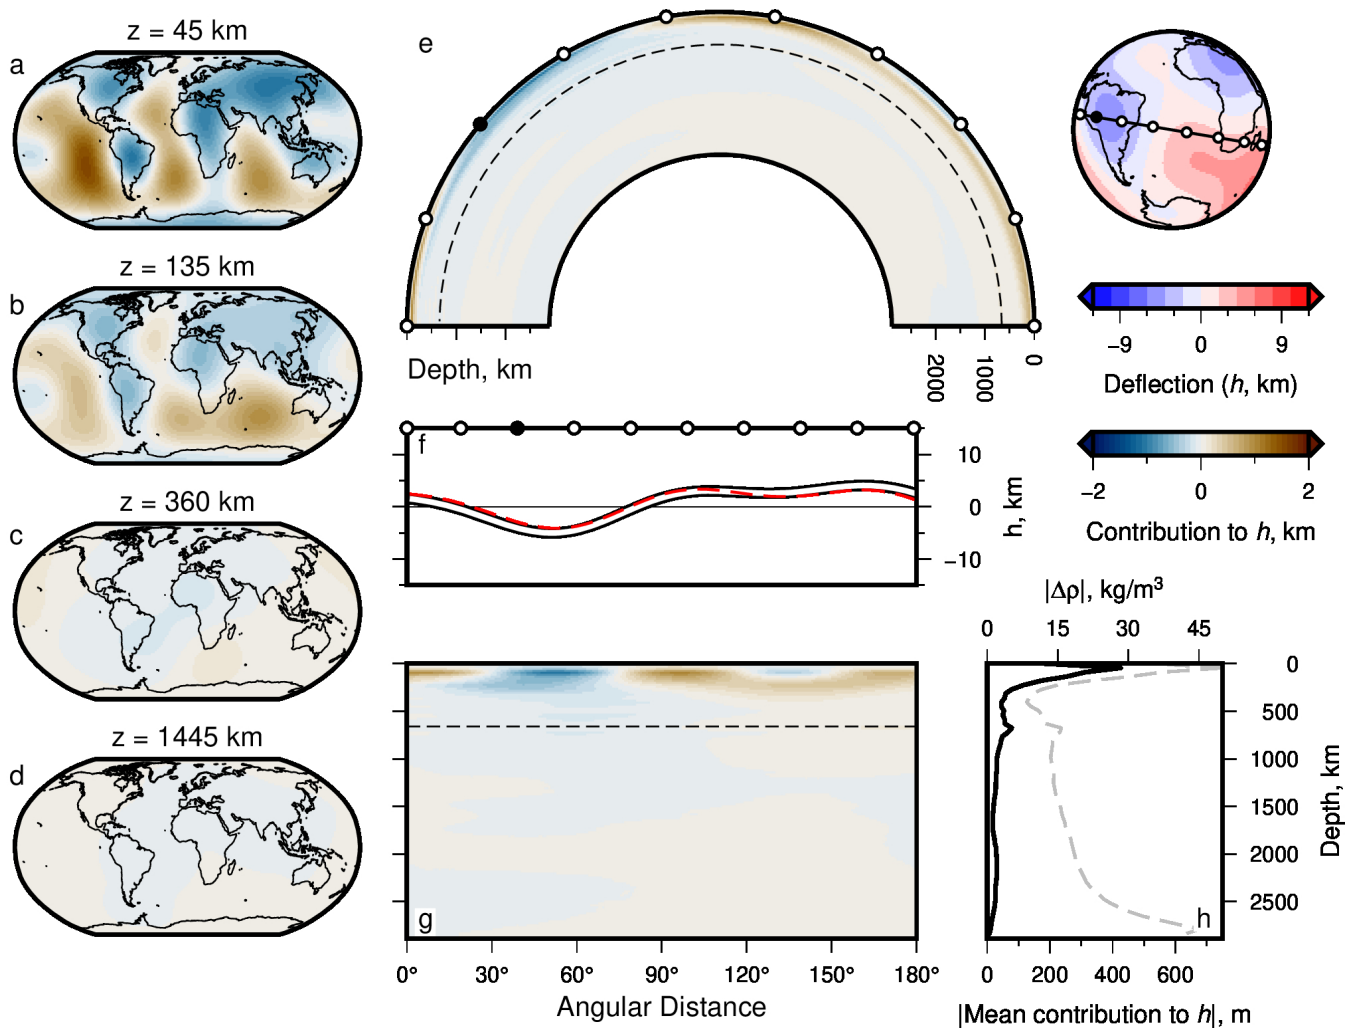 z = 45 km
a
z = 135 km
b
z = 360 km
c
z = 1445 km
d
e
Depth, km
2000
1000
0
f
10
0
−10
h, km
g
0° 30° 60° 90° 120° 150° 180°
Angular Distance
−9 0 9
Deflection (h, km)
−2 0 2
Contribution to h, km
|Δρ|, kg/m³
0 15 30 45
0
500
1000
1500
2000
2500
Depth, km
h
0 200 400 600
|Mean contribution to h|, m